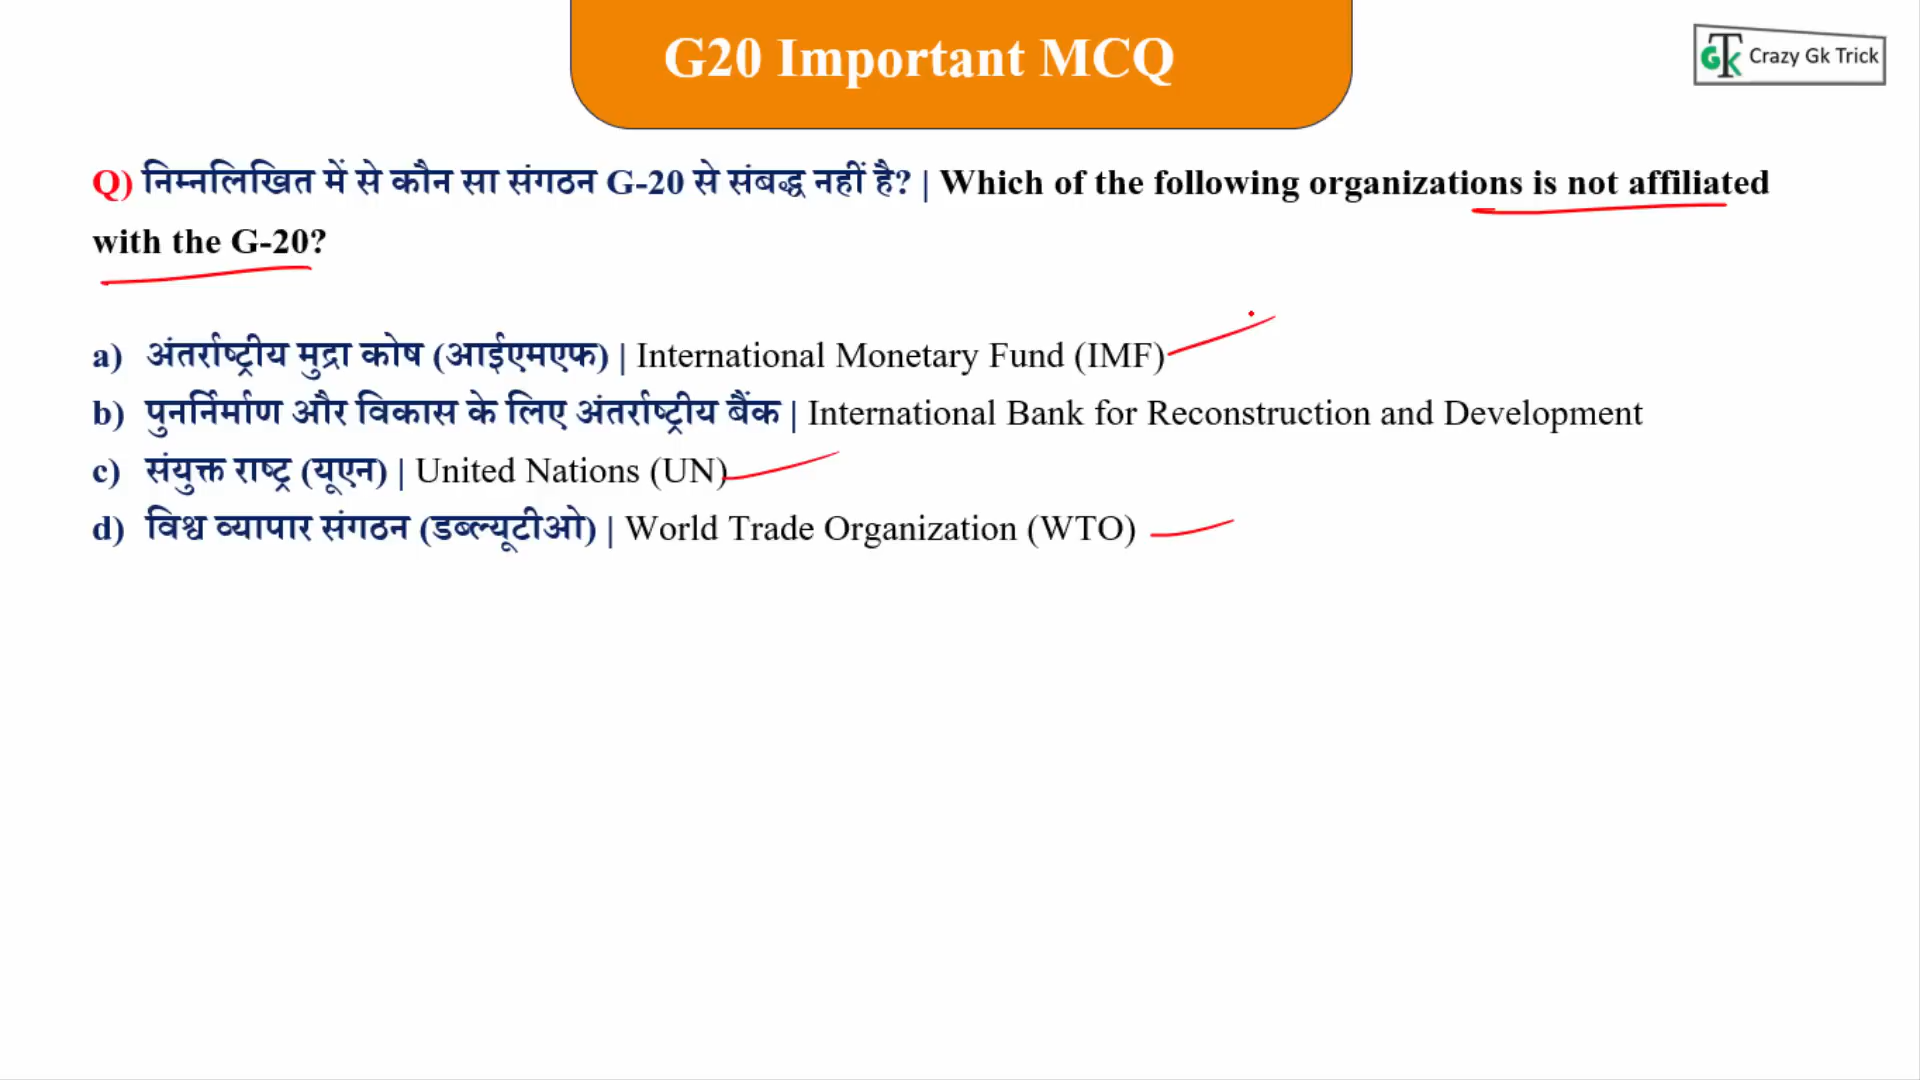 G20 Important MCQ
GTK Crazy Gk Trick
Q) निम्नलिखित में से कौन सा संगठन G-20 से संबद्ध नहीं है? | Which of the following organizations is not affiliated
with the G-20?
a) अंतर्राष्ट्रीय मुद्रा कोष (आईएमएफ) | International Monetary Fund (IMF)
b) पुनर्निर्माण और विकास के लिए अंतर्राष्ट्रीय बैंक | International Bank for Reconstruction and Development
c) संयुक्त राष्ट्र (यूएन) | United Nations (UN)
d) विश्व व्यापार संगठन (डब्ल्यूटीओ) | World Trade Organization (WTO)